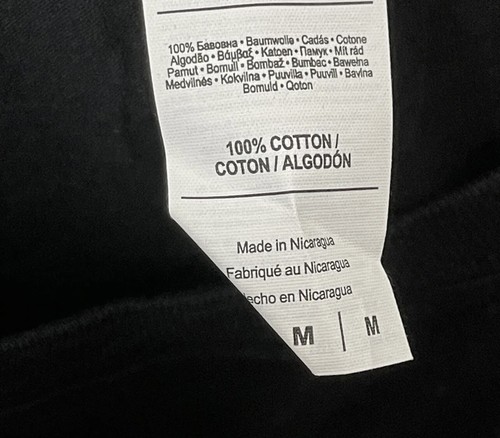 100% Бавовна • Baumwolle • Cadás • Cotone
Algodão • Βάμβαξ • Katoen • Памук • Mit rád
Pamut • Bomull • Bombaž • Bumbac • Bawełna
Medvilnės • Kokvilna • Puuvilla • Puuvill • Bavlna
Bomuld • Qoton
100% COTTON /
COTON / ALGODÓN
Made in Nicaragua
Fabriqué au Nicaragua
echo en Nicaragua
M | M